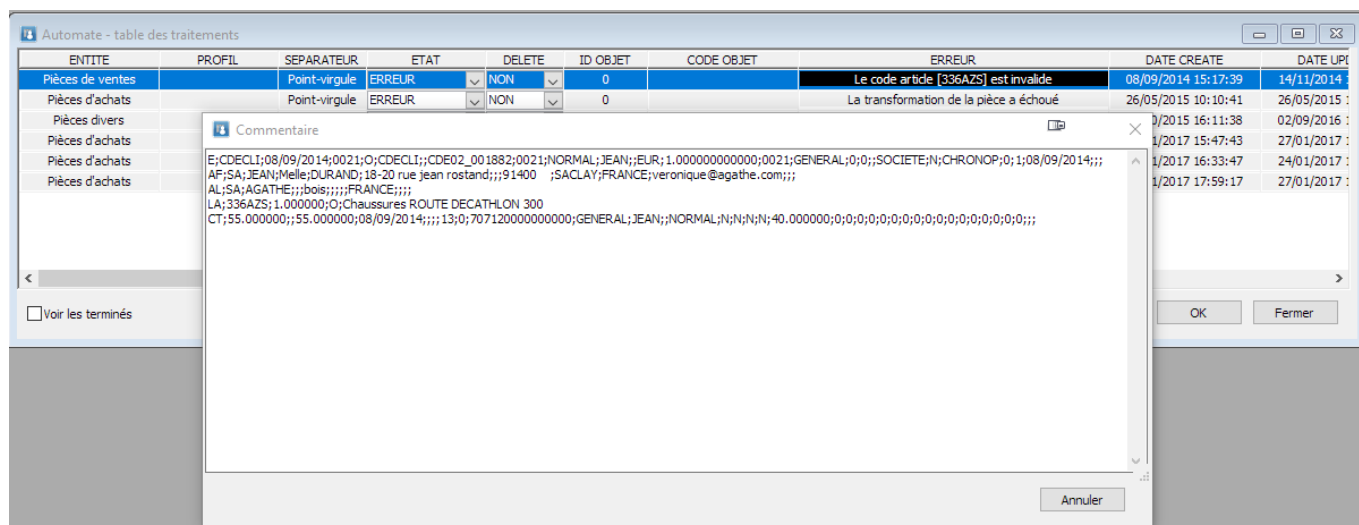 Automate - table des traitements
ENTITE PROFIL SEPARATEUR ETAT DELETE ID OBJET CODE OBJET ERREUR DATE CREATE DATE UPI
Pièces de ventes Point-virgule ERREUR NON 0 Le code article [336AZS] est invalide 08/09/2014 15:17:39 14/11/2014 1
Pièces d'achats Point-virgule ERREUR NON 0 La transformation de la pièce a échoué 26/05/2015 10:10:41 26/05/2015 1
Pièces divers /2015 16:11:38 02/09/2016 1
Pièces d'achats 1/2017 15:47:43 27/01/2017 1
Pièces d'achats 1/2017 16:33:47 24/01/2017 1
Pièces d'achats 1/2017 17:59:17 27/01/2017 1
Commentaire
E;CDECLI;08/09/2014;0021;O;CDECLI;;CDE02_001882;0021;NORMAL;JEAN;;EUR;1.000000000000;0021;GENERAL;0;0;;SOCIETE;N;CHRONOP;0;1;08/09/2014;;;
AF;SA;JEAN;Melle;DURAND;18-20 rue jean rostand;;;91400 ;SACLAY;FRANCE;veronique@agathe.com;;;
AL;SA;AGATHE;;;bois;;;;;FRANCE;;;;
LA;336AZS;1.000000;O;Chaussures ROUTE DECATHLON 300
CT;55.000000;;55.000000;08/09/2014;;;;13;0;707120000000000;GENERAL;JEAN;;NORMAL;N;N;N;N;40.000000;0;0;0;0;0;0;0;0;0;0;0;0;0;0;0;0;;;
Voir les terminés OK Fermer
Annuler